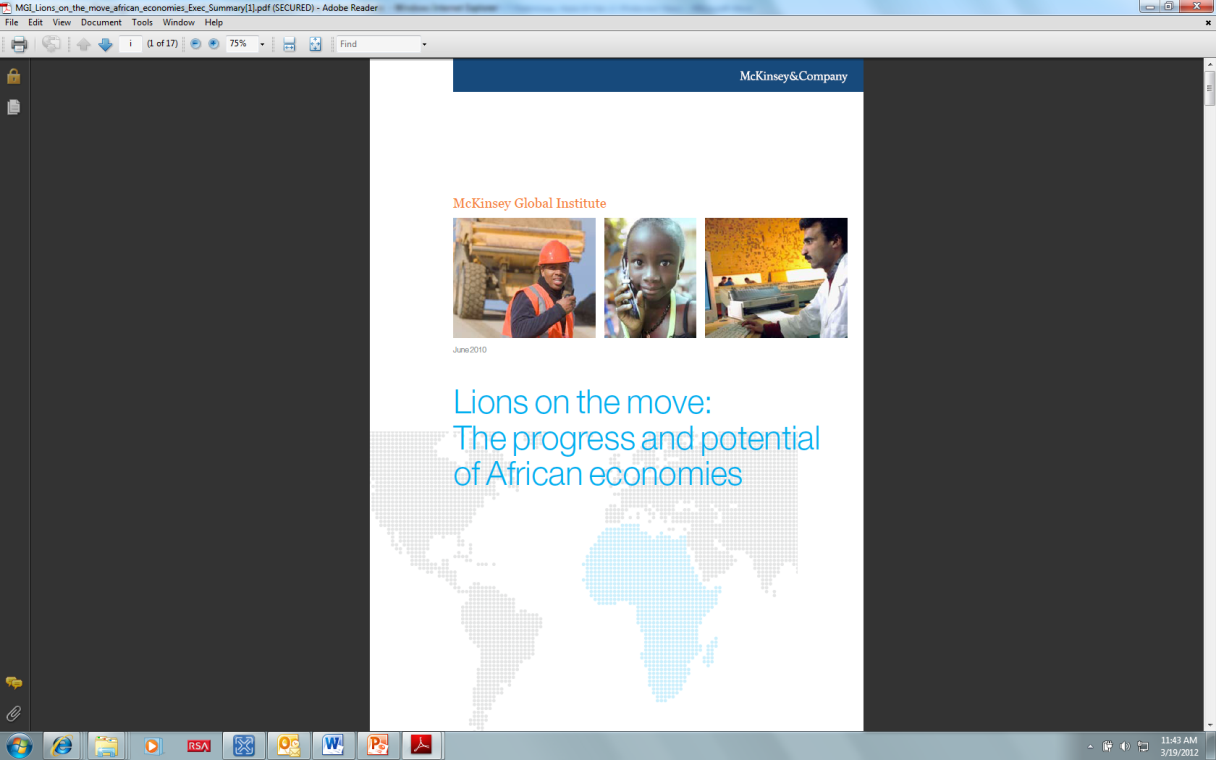 MGI_Lions_on_the_move_african_economies_Exec_Summary[1].pdf (SECURED) - Adobe Reader
File Edit View Document Tools Window Help
i (1 of 17) 75% Find
McKinsey&Company
McKinsey Global Institute
June 2010
Lions on the move:
The progress and potential
of African economies
RSA
11:43 AM
3/19/2012